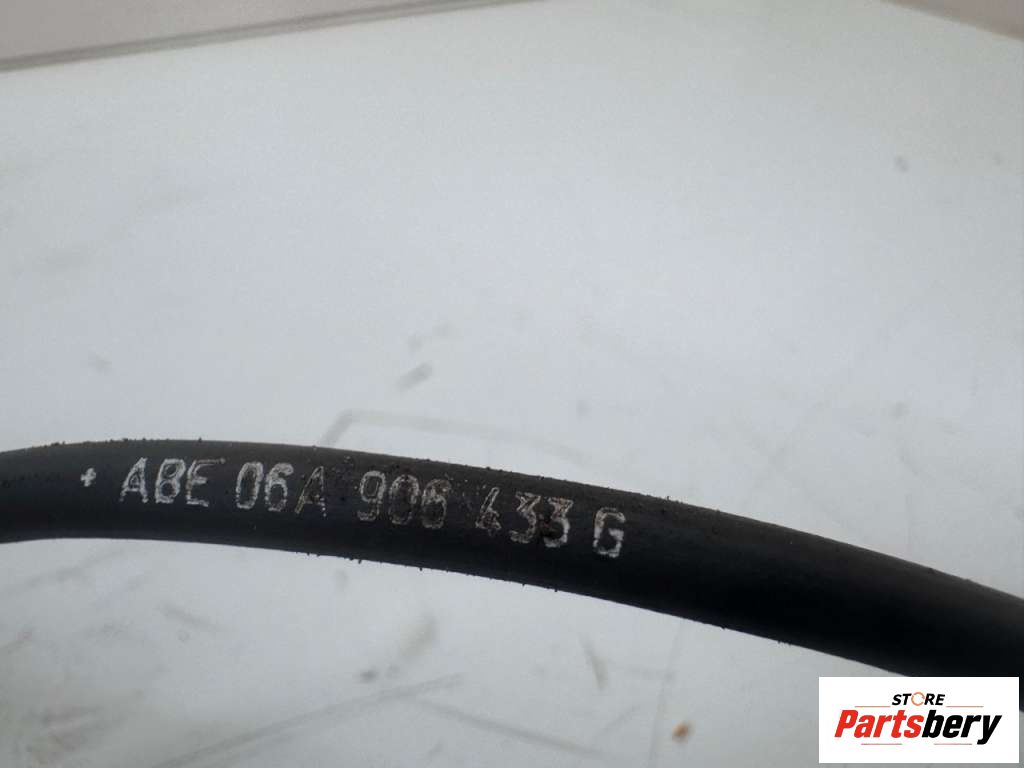 + ABE 06A 906 433 G
STORE
Partsbery